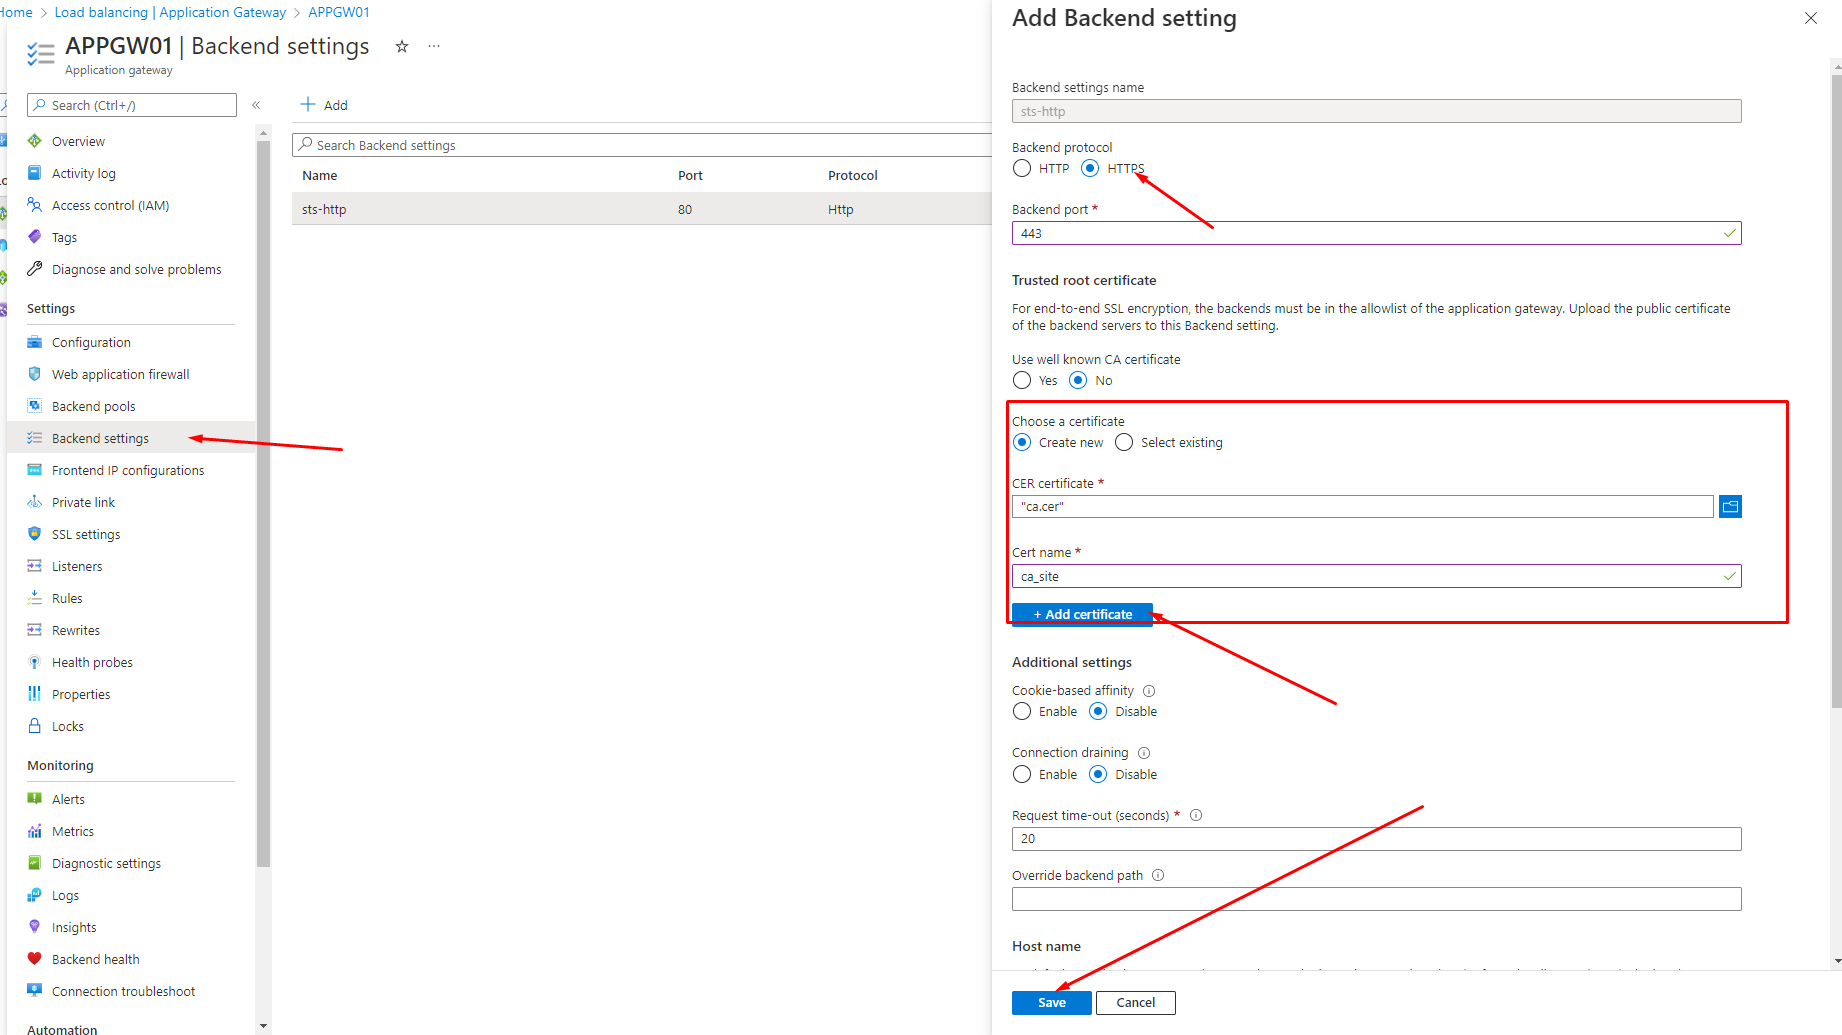 Home > Load balancing | Application Gateway > APPGW01
APPGW01 | Backend settings
Application gateway
Search (Ctrl+/)
Overview
Activity log
Access control (IAM)
Tags
Diagnose and solve problems
Settings
Configuration
Web application firewall
Backend pools
Backend settings
Frontend IP configurations
Private link
SSL settings
Listeners
Rules
Rewrites
Health probes
Properties
Locks
Monitoring
Alerts
Metrics
Diagnostic settings
Logs
Insights
Backend health
Connection troubleshoot
Automation
+ Add
Search Backend settings
Name Port Protocol
sts-http 80 Http
Add Backend setting
Backend settings name
sts-http
Backend protocol
HTTP HTTPS
Backend port *
443
Trusted root certificate
For end-to-end SSL encryption, the backends must be in the allowlist of the application gateway. Upload the public certificate
of the backend servers to this Backend setting.
Use well known CA certificate
Yes No
Choose a certificate
Create new Select existing
CER certificate *
"ca.cer"
Cert name *
ca_site
+ Add certificate
Additional settings
Cookie-based affinity
Enable Disable
Connection draining
Enable Disable
Request time-out (seconds) *
20
Override backend path
Host name
Save Cancel